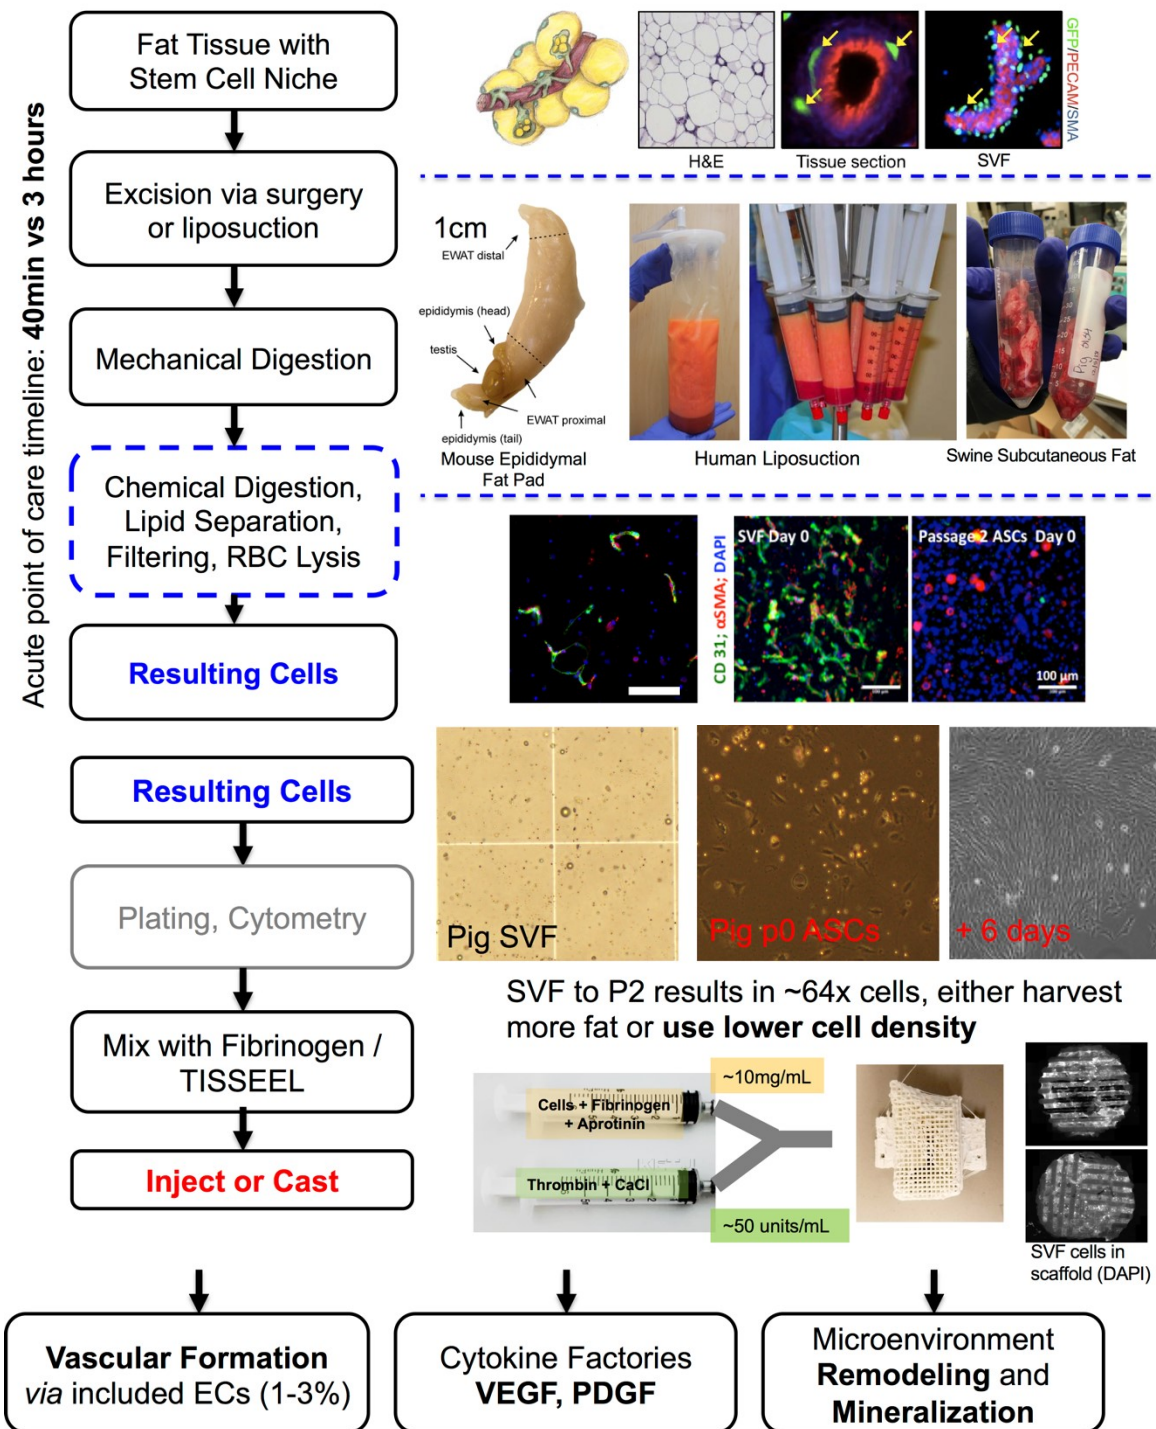 Acute point of care timeline: 40min vs 3 hours
Fat Tissue with
Stem Cell Niche
H&E
Tissue section
SVF
GFP/PECAM/SMA
Excision via surgery
or liposuction
1cm
EWAT distal
epididymis (head)
testis
EWAT proximal
epididymis (tail)
Mouse Epididymal
Fat Pad
Human Liposuction
Swine Subcutaneous Fat
Pig
Mechanical Digestion
Chemical Digestion,
Lipid Separation,
Filtering, RBC Lysis
CD 31; αSMA; DAPI
SVF Day 0
Passage 2 ASCs Day 0
100 μm
Resulting Cells
Resulting Cells
Pig SVF
Pig p0 ASCs
+ 6 days
Plating, Cytometry
SVF to P2 results in ~64x cells, either harvest
more fat or use lower cell density
Mix with Fibrinogen /
TISSEEL
Cells + Fibrinogen
+ Aprotinin
~10mg/mL
Thrombin + CaCl
~50 units/mL
SVF cells in
scaffold (DAPI)
Inject or Cast
Vascular Formation
via included ECs (1-3%)
Cytokine Factories
VEGF, PDGF
Microenvironment
Remodeling and
Mineralization